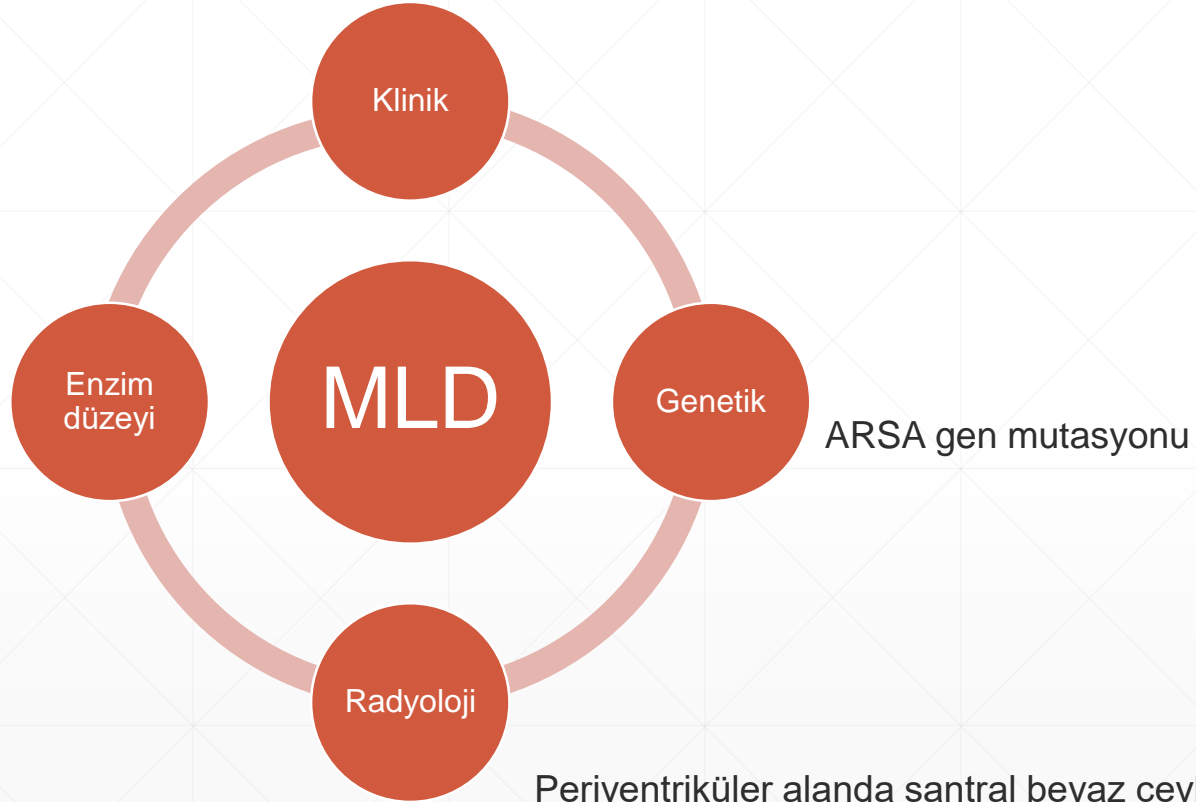 Klinik
Enzim
düzeyi
MLD
Genetik
ARSA gen mutasyonu
Radyoloji
Periventriküler alanda santral beyaz